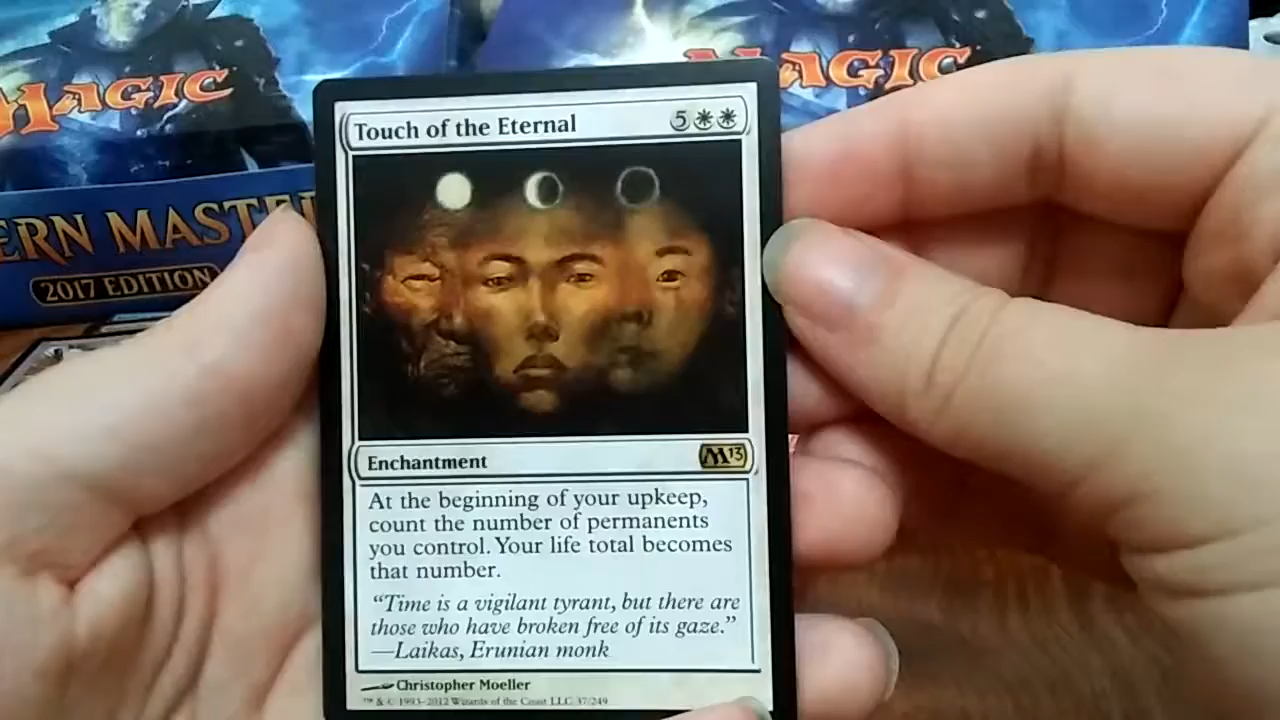 MAGIC
MAGIC
ERN MASTE
2017 EDITION
Touch of the Eternal 5
Enchantment M13
At the beginning of your upkeep,
count the number of permanents
you control. Your life total becomes
that number.
“Time is a vigilant tyrant, but there are
those who have broken free of its gaze.”
—Laikas, Erunian monk
Christopher Moeller
™ & © 1993–2012 Wizards of the Coast LLC 37/249